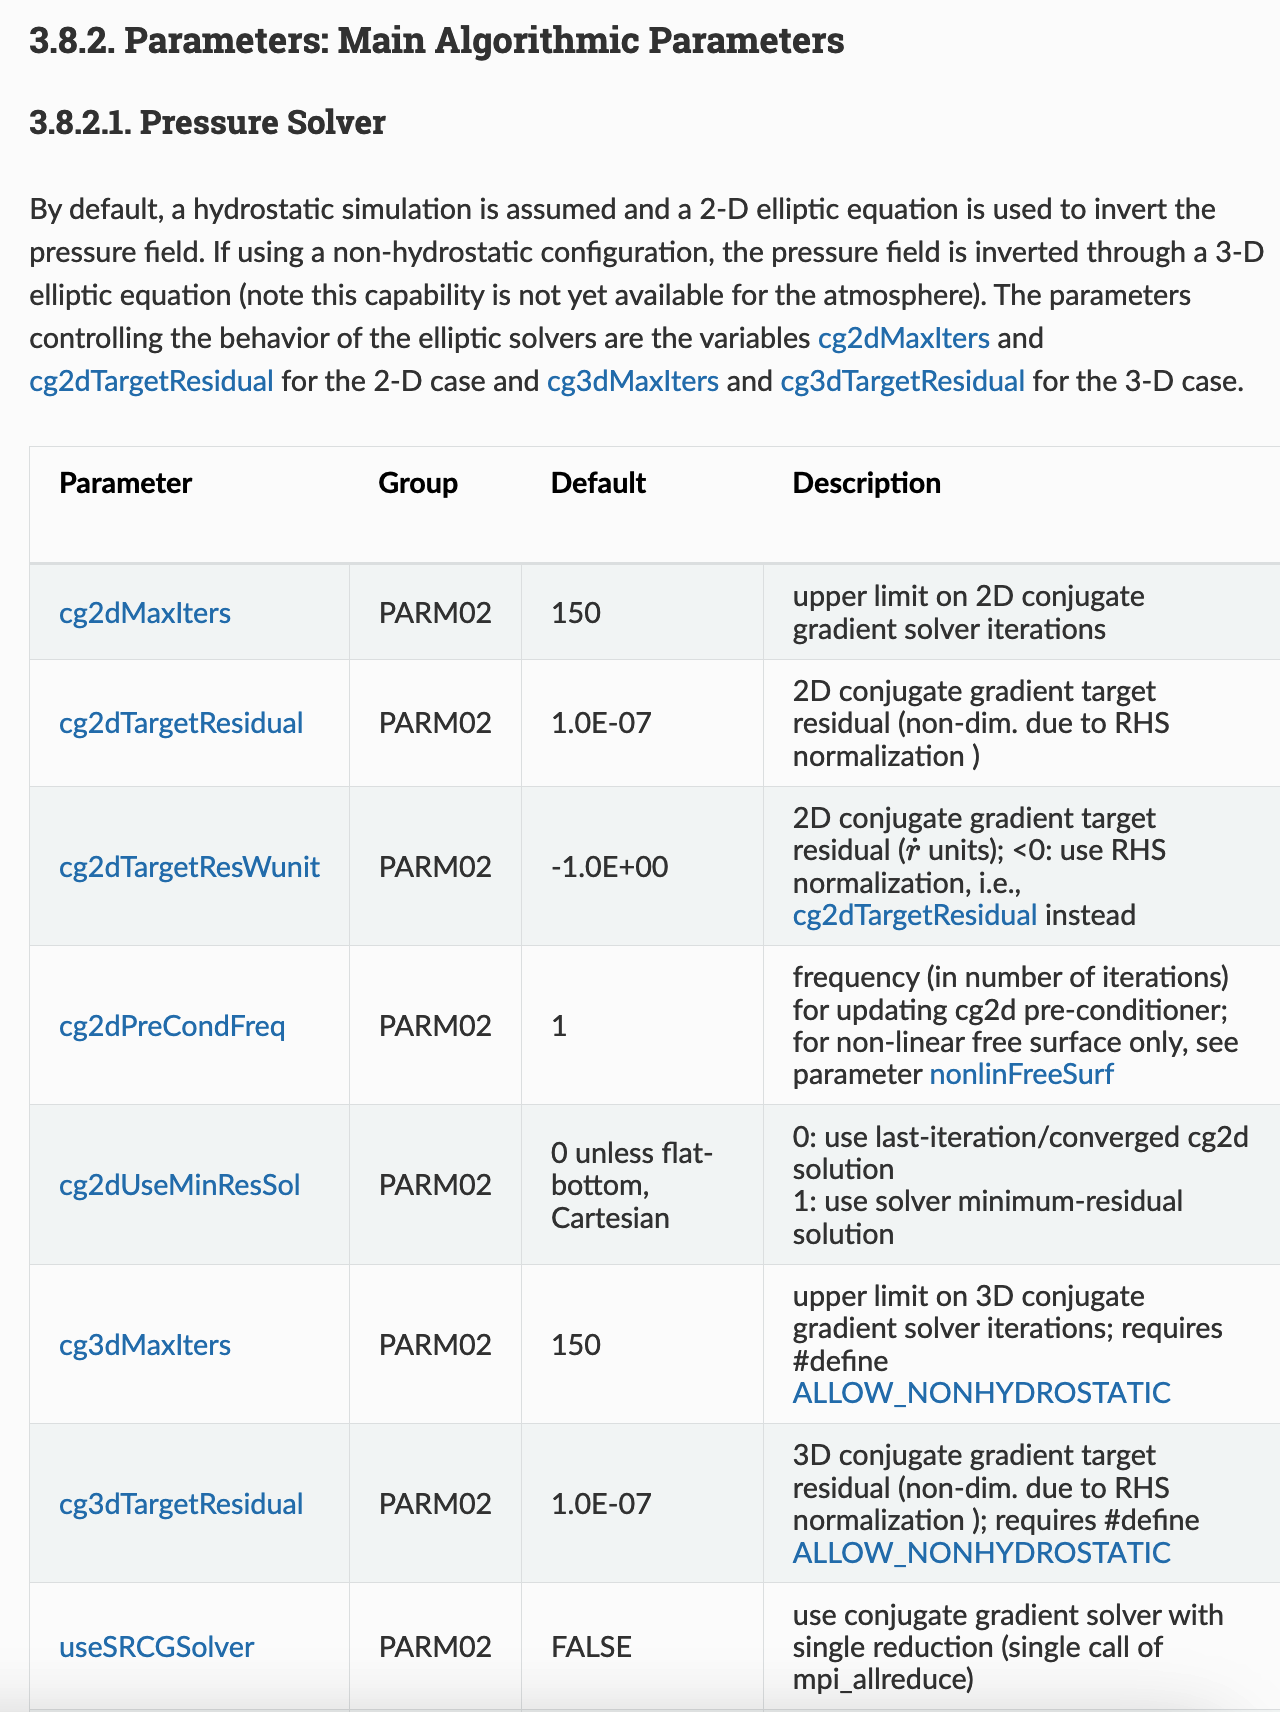 3.8.2. Parameters: Main Algorithmic Parameters
3.8.2.1. Pressure Solver
By default, a hydrostatic simulation is assumed and a 2-D elliptic equation is used to invert the
pressure field. If using a non-hydrostatic configuration, the pressure field is inverted through a 3-D
elliptic equation (note this capability is not yet available for the atmosphere). The parameters
controlling the behavior of the elliptic solvers are the variables cg2dMaxIters and
cg2dTargetResidual for the 2-D case and cg3dMaxIters and cg3dTargetResidual for the 3-D case.
Parameter Group Default Description
cg2dMaxIters PARM02 150 upper limit on 2D conjugate
gradient solver iterations
cg2dTargetResidual PARM02 1.0E-07 2D conjugate gradient target
residual (non-dim. due to RHS
normalization )
cg2dTargetResWunit PARM02 -1.0E+00 2D conjugate gradient target
residual (ṙ units); <0: use RHS
normalization, i.e.,
cg2dTargetResidual instead
cg2dPreCondFreq PARM02 1 frequency (in number of iterations)
for updating cg2d pre-conditioner;
for non-linear free surface only, see
parameter nonlinFreeSurf
cg2dUseMinResSol PARM02 0 unless flat-
bottom,
Cartesian
0: use last-iteration/converged cg2d
solution
1: use solver minimum-residual
solution
cg3dMaxIters PARM02 150 upper limit on 3D conjugate
gradient solver iterations; requires
#define
ALLOW_NONHYDROSTATIC
cg3dTargetResidual PARM02 1.0E-07 3D conjugate gradient target
residual (non-dim. due to RHS
normalization ); requires #define
ALLOW_NONHYDROSTATIC
useSRCGSolver PARM02 FALSE use conjugate gradient solver with
single reduction (single call of
mpi_allreduce)